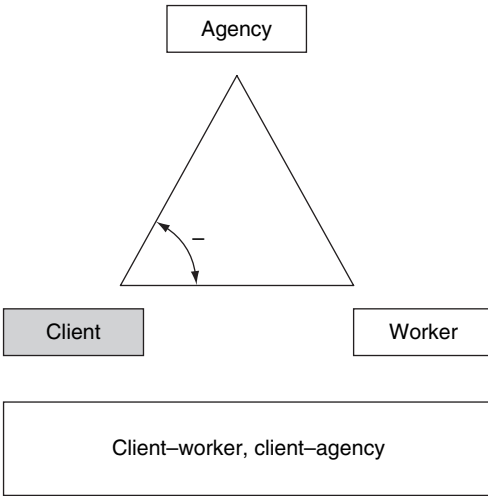 Agency
–
Client
Worker
Client–worker, client–agency